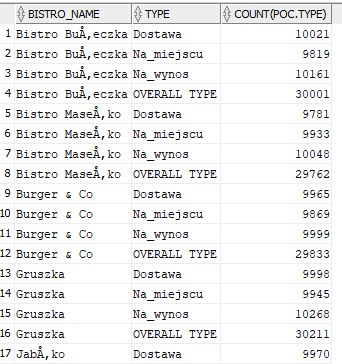 BISTRO_NAME TYPE COUNT(POC.TYPE)
1 Bistro BuÅ‚eczka Dostawa 10021
2 Bistro BuÅ‚eczka Na_miejscu 9819
3 Bistro BuÅ‚eczka Na_wynos 10161
4 Bistro BuÅ‚eczka OVERALL TYPE 30001
5 Bistro MaseÅ‚ko Dostawa 9781
6 Bistro MaseÅ‚ko Na_miejscu 9933
7 Bistro MaseÅ‚ko Na_wynos 10048
8 Bistro MaseÅ‚ko OVERALL TYPE 29762
9 Burger & Co Dostawa 9965
10 Burger & Co Na_miejscu 9869
11 Burger & Co Na_wynos 9999
12 Burger & Co OVERALL TYPE 29833
13 Gruszka Dostawa 9998
14 Gruszka Na_miejscu 9945
15 Gruszka Na_wynos 10268
16 Gruszka OVERALL TYPE 30211
17 JabÅ‚ko Dostawa 9970